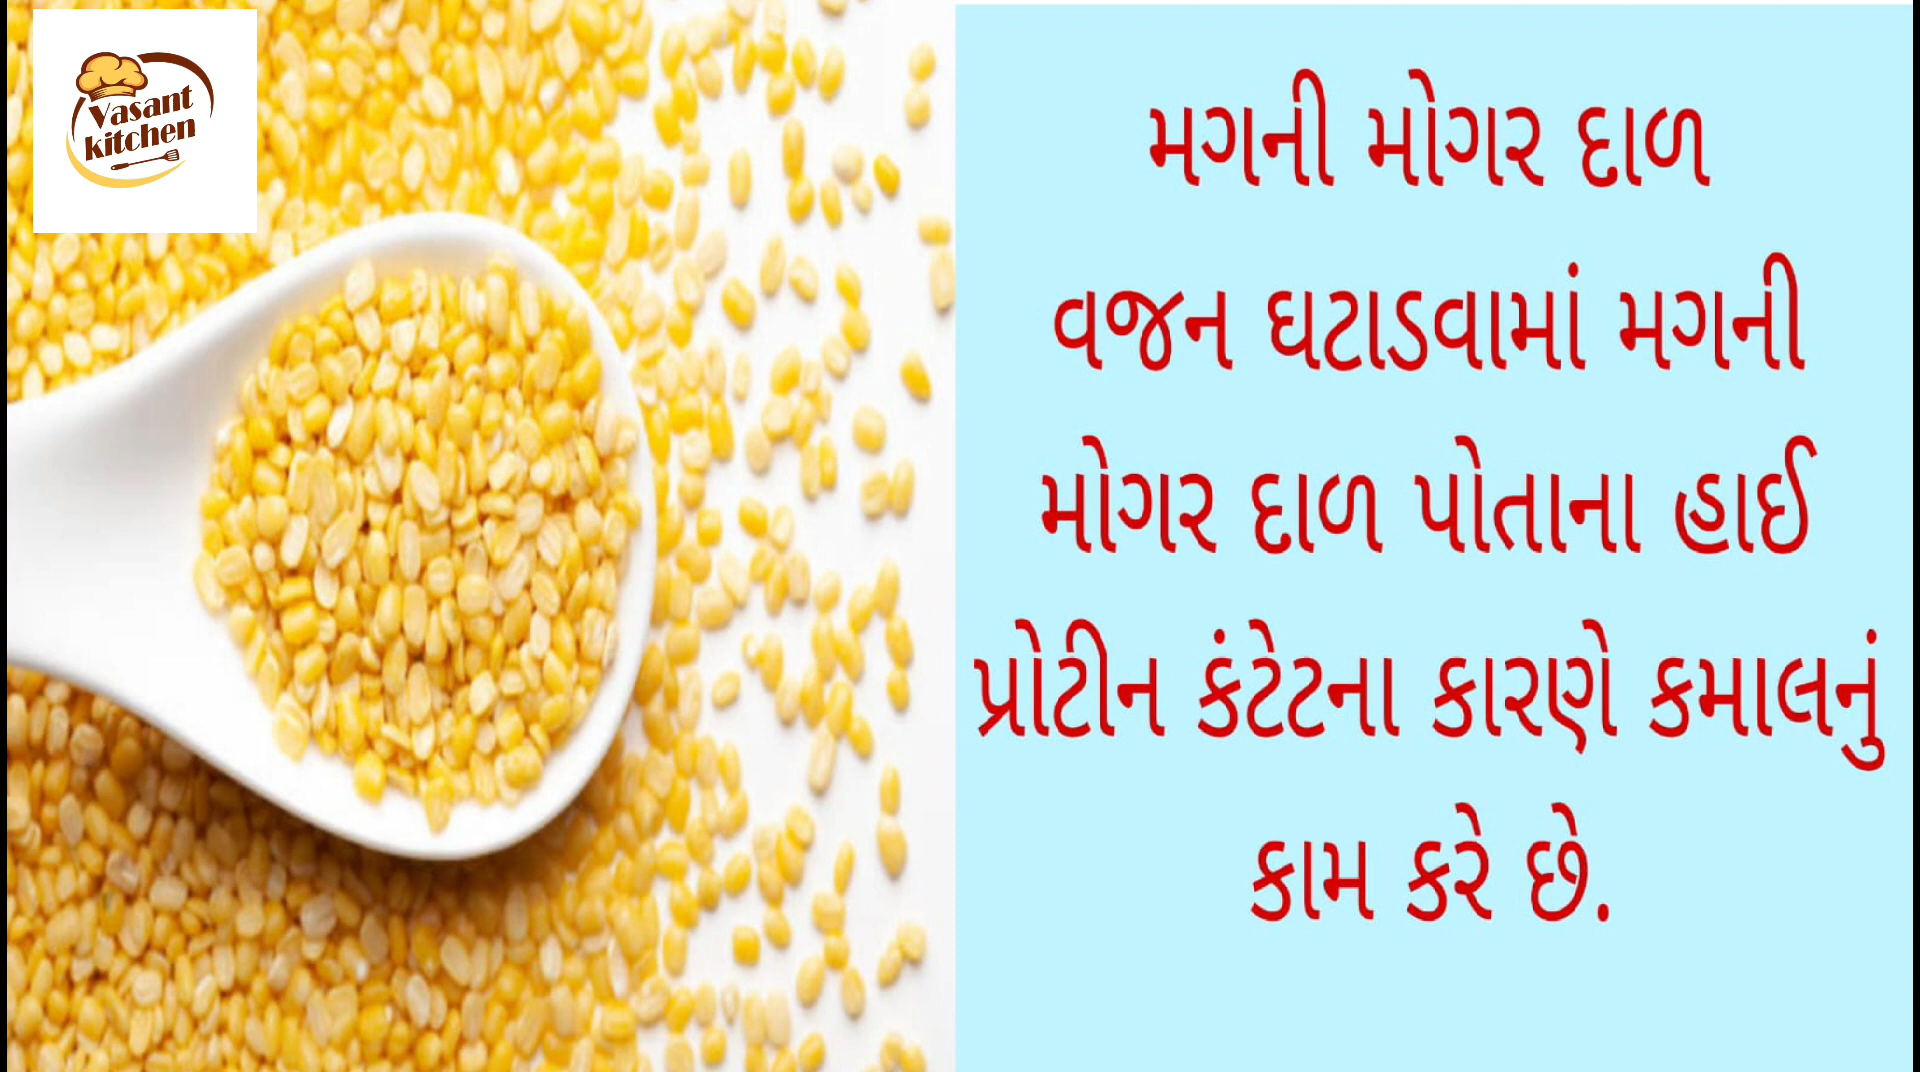 Vasant
kitchen
મગની મોગર દાળ
વજન ઘટાડવામાં મગની
મોગર દાળ પોતાના હાઈ
પ્રોટીન કંટેટના કારણે કમાલનું
કામ કરે છે.